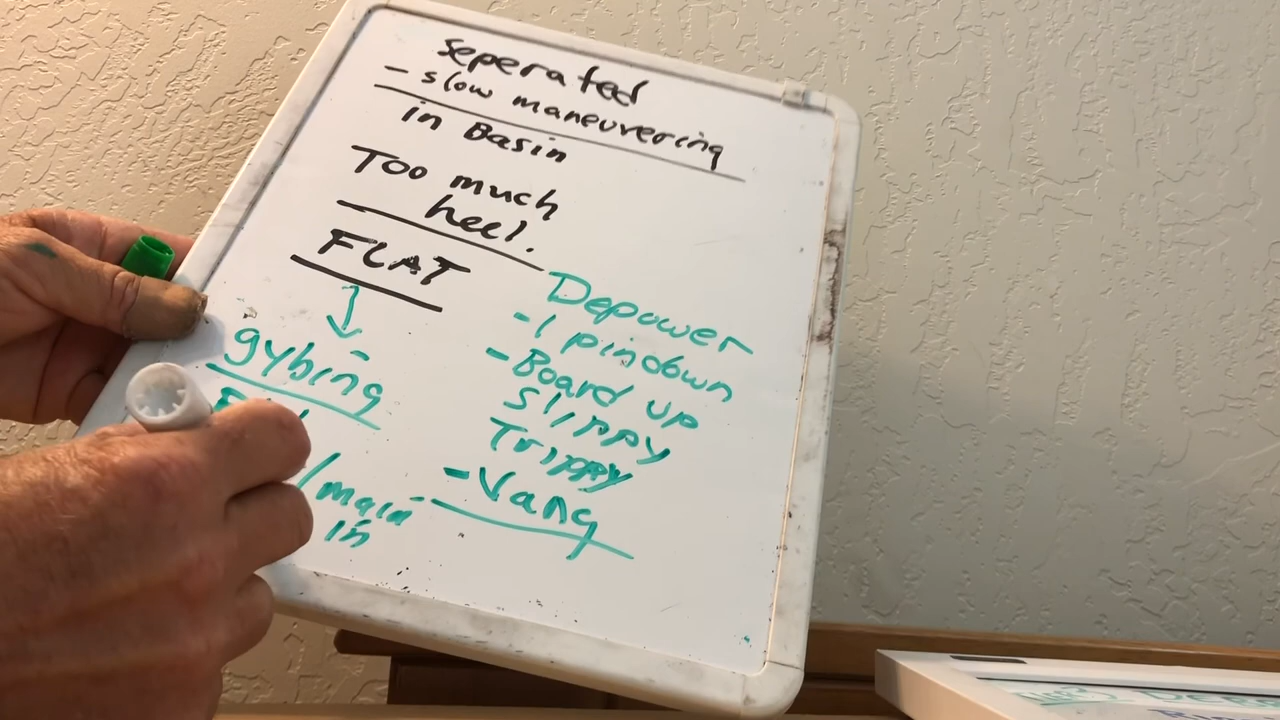 seperated
- slow maneuvering
in Basin
Too much
heel.
FLAT
gybing
/main
in
Depower
- 1 pindown
- Board up
slippy
Trippy
- Vang